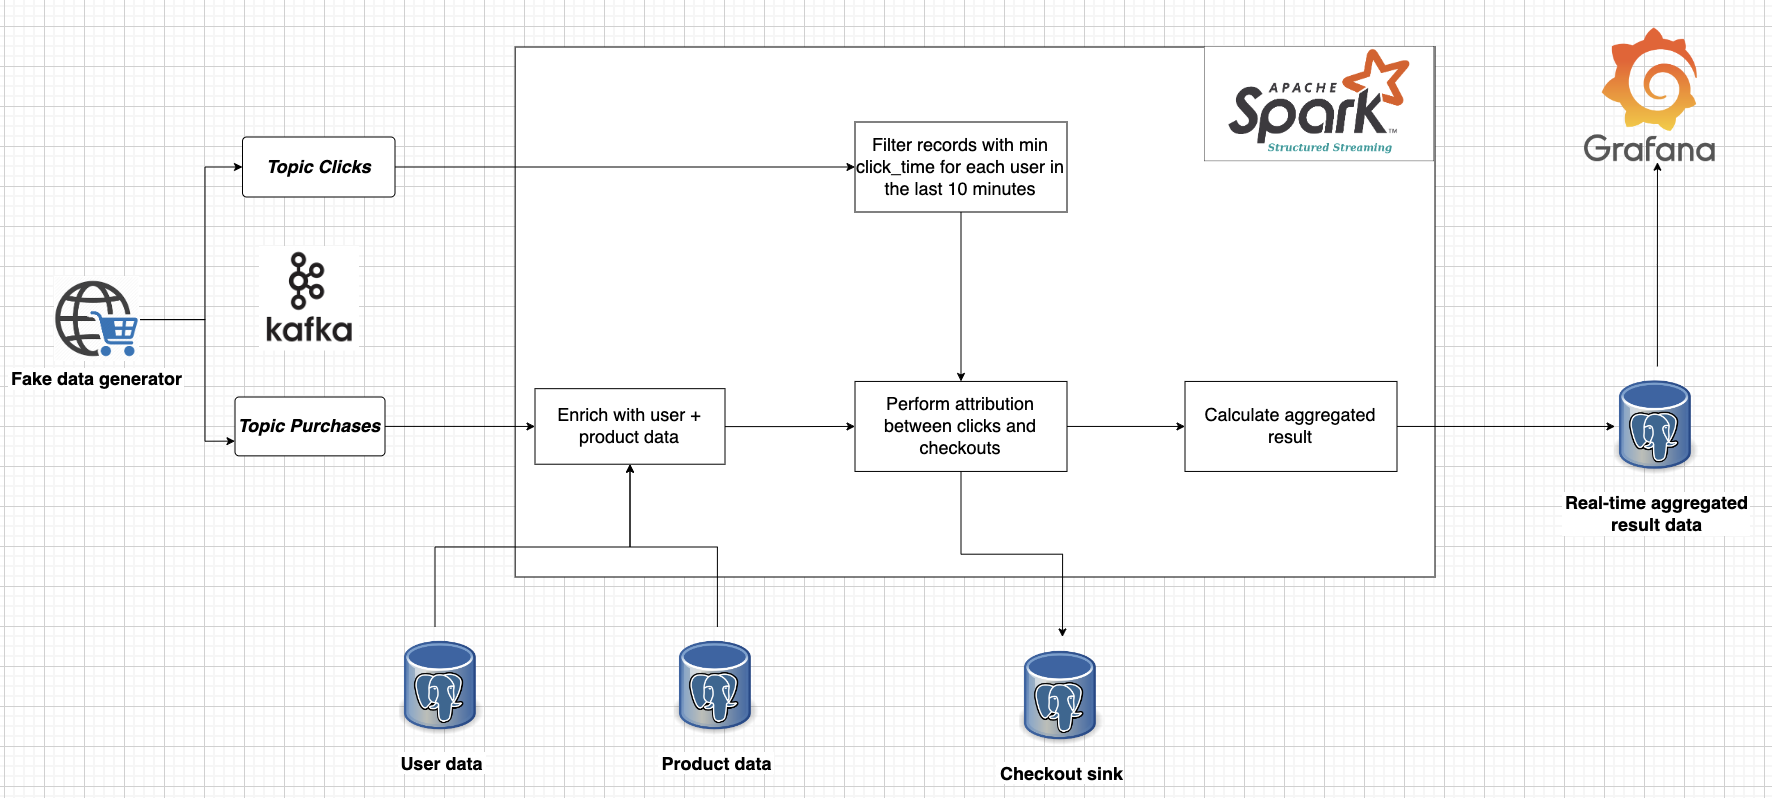 APACHE
Spark™
Structured Streaming
Grafana
Filter records with min
click_time for each user in
the last 10 minutes
Topic Clicks
kafka
Fake data generator
Topic Purchases
Enrich with user +
product data
Perform attribution
between clicks and
checkouts
Calculate aggregated
result
Real-time aggregated
result data
User data
Product data
Checkout sink